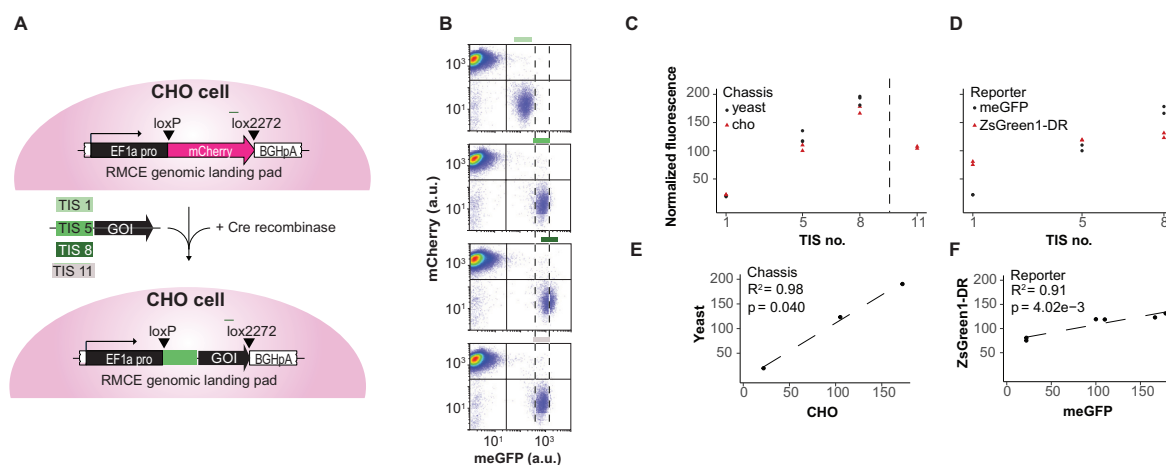 A
CHO cell
loxP
lox2272
EF1a pro
mCherry
BGHpA
RMCE genomic landing pad
TIS 1
TIS 5
GOI
TIS 8
TIS 11
+ Cre recombinase
CHO cell
loxP
lox2272
EF1a pro
GOI
BGHpA
RMCE genomic landing pad
B
10³
10¹
10³
10¹
10³
10¹
10³
10¹
10¹
10³
mCherry (a.u.)
meGFP (a.u.)
C
Normalized fluorescence
200
150
100
50
Chassis
yeast
cho
1
5
8
11
TIS no.
D
Reporter
meGFP
ZsGreen1-DR
1
5
8
TIS no.
E
Yeast
200
150
100
50
Chassis
R² = 0.98
p = 0.040
0
50
100
150
CHO
F
ZsGreen1-DR
200
150
100
50
Reporter
R² = 0.91
p = 4.02e−3
0
50
100
150
meGFP